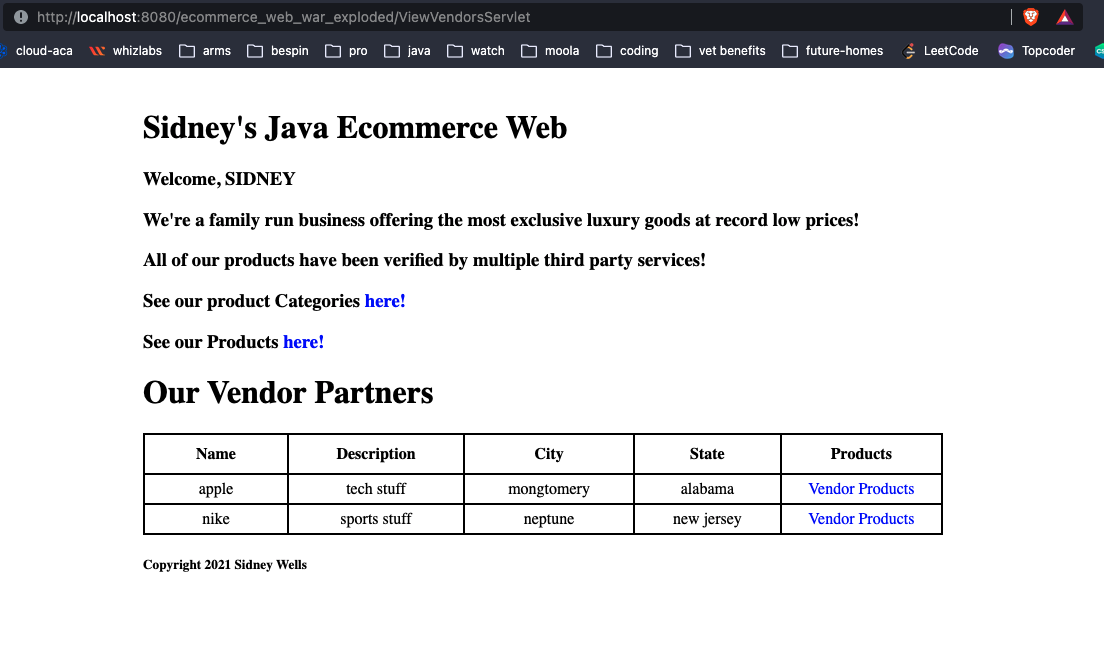 http://localhost:8080/ecommerce_web_war_exploded/ViewVendorsServlet
cloud-aca whizlabs arms bespin pro java watch moola coding vet benefits future-homes LeetCode Topcoder
Sidney's Java Ecommerce Web
Welcome, SIDNEY
We're a family run business offering the most exclusive luxury goods at record low prices!
All of our products have been verified by multiple third party services!
See our product Categories here!
See our Products here!
Our Vendor Partners
Name Description City State Products
apple tech stuff mongtomery alabama Vendor Products
nike sports stuff neptune new jersey Vendor Products
Copyright 2021 Sidney Wells